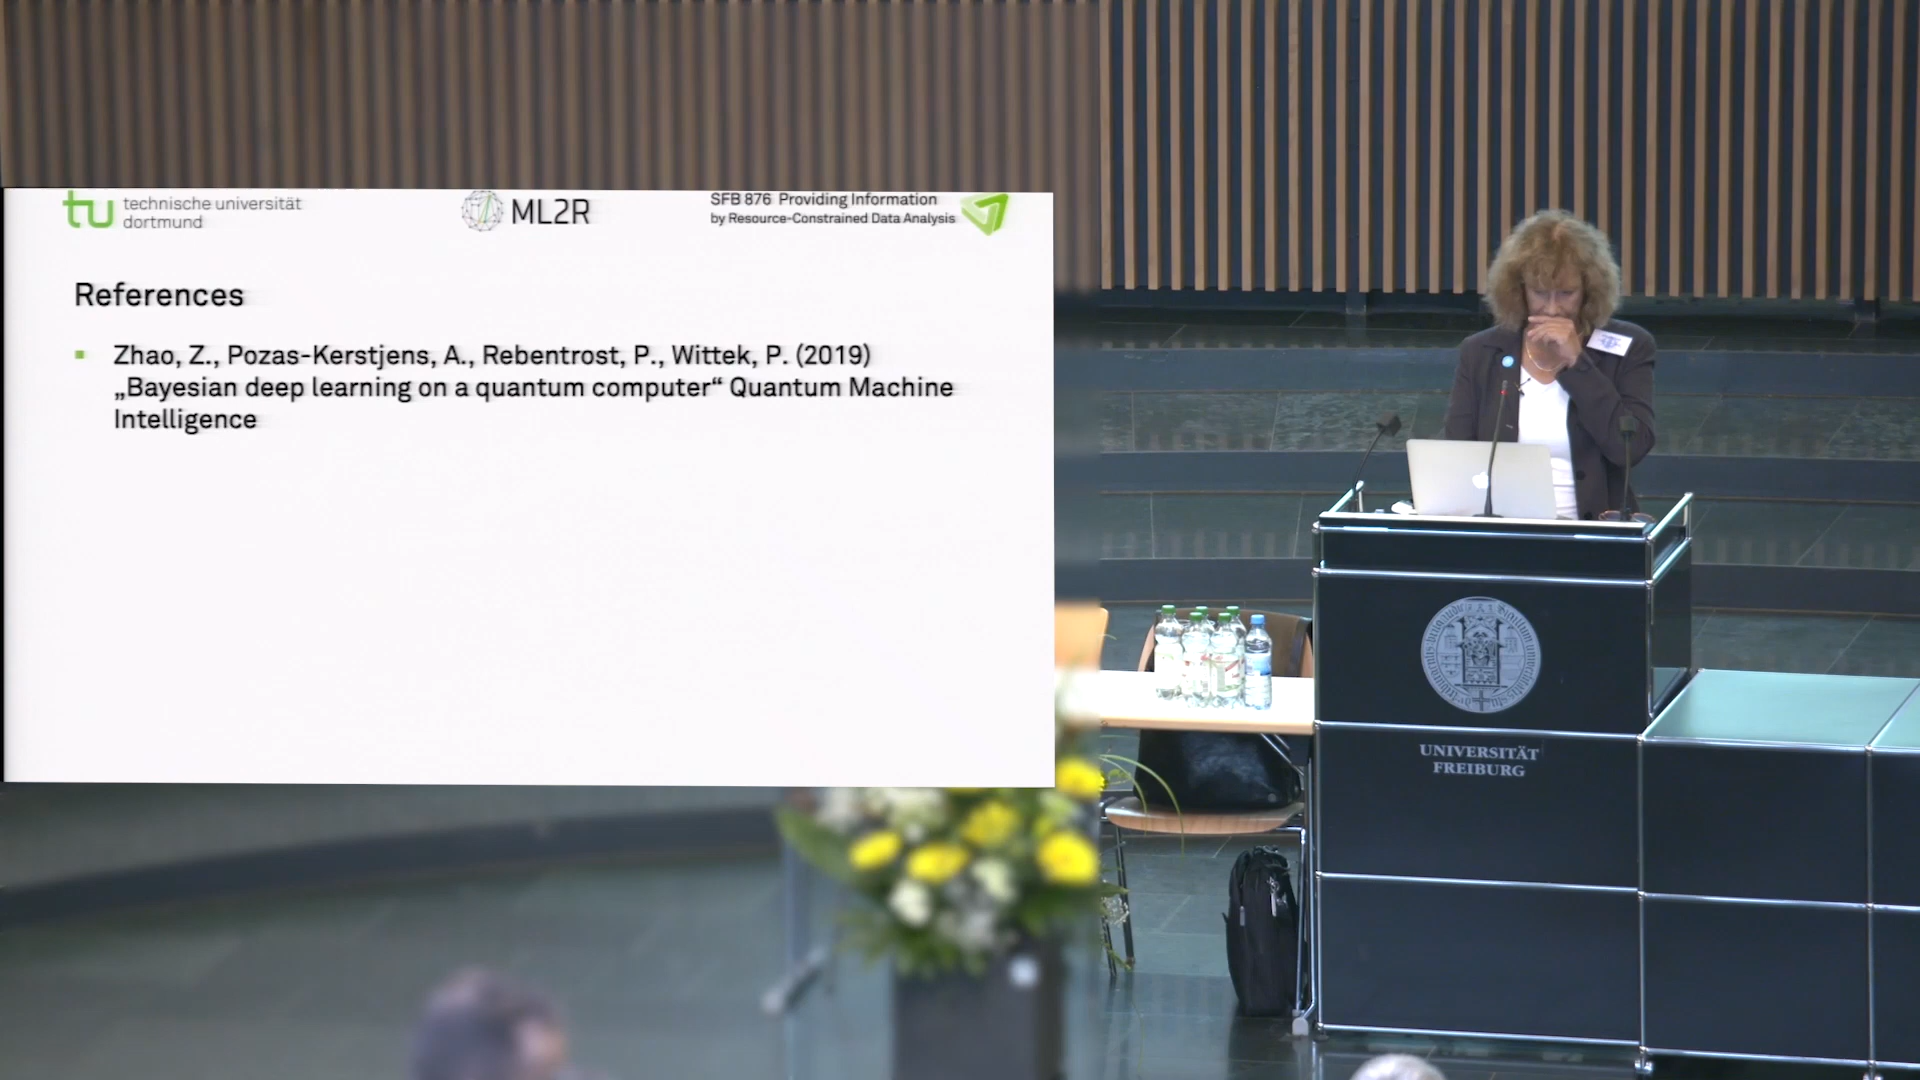 tu technische universität
dortmund
ML2R
SFB 876 Providing Information
by Resource-Constrained Data Analysis
References
▪ Zhao, Z., Pozas-Kerstjens, A., Rebentrost, P., Wittek, P. (2019)
„Bayesian deep learning on a quantum computer“ Quantum Machine
Intelligence
UNIVERSITÄT
FREIBURG